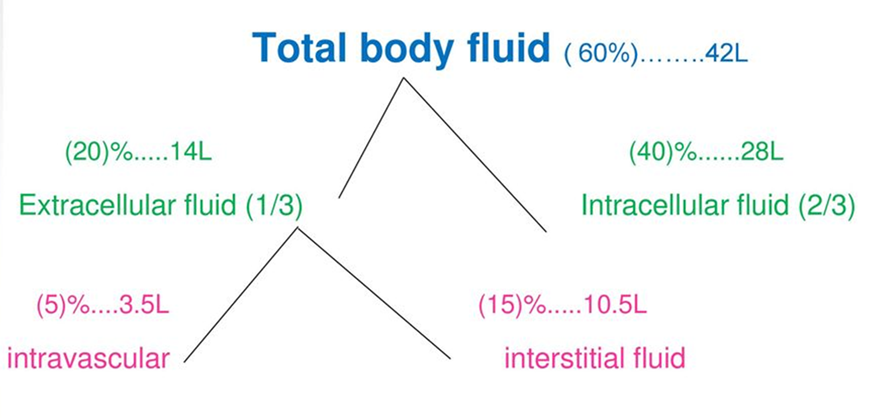 Total body fluid ( 60%)........42L
(20)%.....14L
(40)%......28L
Extracellular fluid (1/3)
Intracellular fluid (2/3)
(5)%....3.5L
(15)%.....10.5L
intravascular
interstitial fluid